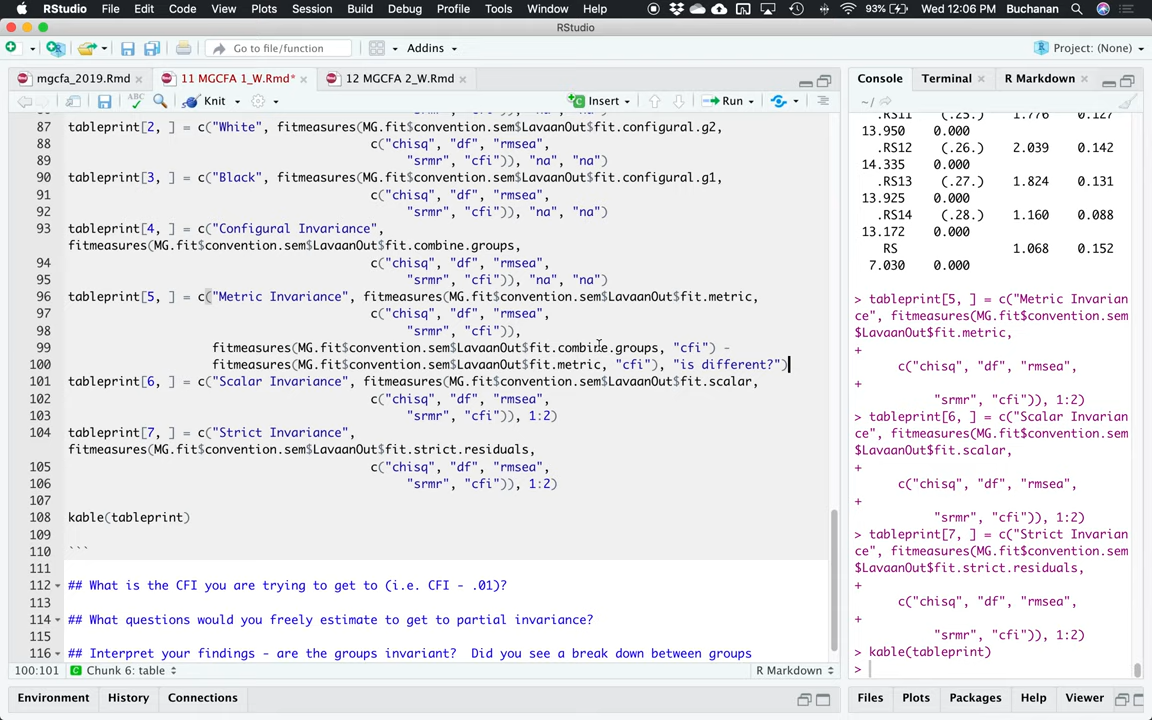 RStudio File Edit Code View Plots Session Build Debug Profile Tools Window Help 93% Wed 12:06 PM Buchanan
RStudio
Go to file/function Addins Project: (None)
mgcfa_2019.Rmd 11 MGCFA 1_W.Rmd* 12 MGCFA 2_W.Rmd
Knit Insert Run
87 tableprint[2, ] = c("White", fitmeasures(MG.fit$convention.sem$LavaanOut$fit.configural.g2,
88 c("chisq", "df", "rmsea",
89 "srmr", "cfi")), "na", "na")
90 tableprint[3, ] = c("Black", fitmeasures(MG.fit$convention.sem$LavaanOut$fit.configural.g1,
91 c("chisq", "df", "rmsea",
92 "srmr", "cfi")), "na", "na")
93 tableprint[4, ] = c("Configural Invariance",
fitmeasures(MG.fit$convention.sem$LavaanOut$fit.combine.groups,
94 c("chisq", "df", "rmsea",
95 "srmr", "cfi")), "na", "na")
96 tableprint[5, ] = c("Metric Invariance", fitmeasures(MG.fit$convention.sem$LavaanOut$fit.metric,
97 c("chisq", "df", "rmsea",
98 "srmr", "cfi")),
99 fitmeasures(MG.fit$convention.sem$LavaanOut$fit.combine.groups, "cfi") -
100 fitmeasures(MG.fit$convention.sem$LavaanOut$fit.metric, "cfi"), "is different?")
101 tableprint[6, ] = c("Scalar Invariance", fitmeasures(MG.fit$convention.sem$LavaanOut$fit.scalar,
102 c("chisq", "df", "rmsea",
103 "srmr", "cfi")), 1:2)
104 tableprint[7, ] = c("Strict Invariance",
fitmeasures(MG.fit$convention.sem$LavaanOut$fit.strict.residuals,
105 c("chisq", "df", "rmsea",
106 "srmr", "cfi")), 1:2)
107
108 kable(tableprint)
109
110 ```
111
112 ## What is the CFI you are trying to get to (i.e. CFI - .01)?
113
114 ## What questions would you freely estimate to get to partial invariance?
115
116 ## Interpret your findings - are the groups invariant? Did you see a break down between groups
100:101 Chunk 6: table R Markdown
Environment History Connections
Console Terminal R Markdown
~/
.RS11 (.25.) 1.776 0.127
13.950 0.000
.RS12 (.26.) 2.039 0.142
14.335 0.000
.RS13 (.27.) 1.824 0.131
13.925 0.000
.RS14 (.28.) 1.160 0.088
13.172 0.000
RS 1.068 0.152
7.030 0.000
> tableprint[5, ] = c("Metric Invarian
ce", fitmeasures(MG.fit$convention.sem
$LavaanOut$fit.metric,
+
c("chisq", "df", "rmsea",
+
"srmr", "cfi")), 1:2)
> tableprint[6, ] = c("Scalar Invarian
ce", fitmeasures(MG.fit$convention.sem
$LavaanOut$fit.scalar,
+
c("chisq", "df", "rmsea",
+
"srmr", "cfi")), 1:2)
> tableprint[7, ] = c("Strict Invarian
ce", fitmeasures(MG.fit$convention.sem
$LavaanOut$fit.strict.residuals,
+
c("chisq", "df", "rmsea",
+
"srmr", "cfi")), 1:2)
> kable(tableprint)
>
Files Plots Packages Help Viewer